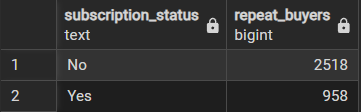 subscription_status repeat_buyers
text bigint
1 No 2518
2 Yes 958